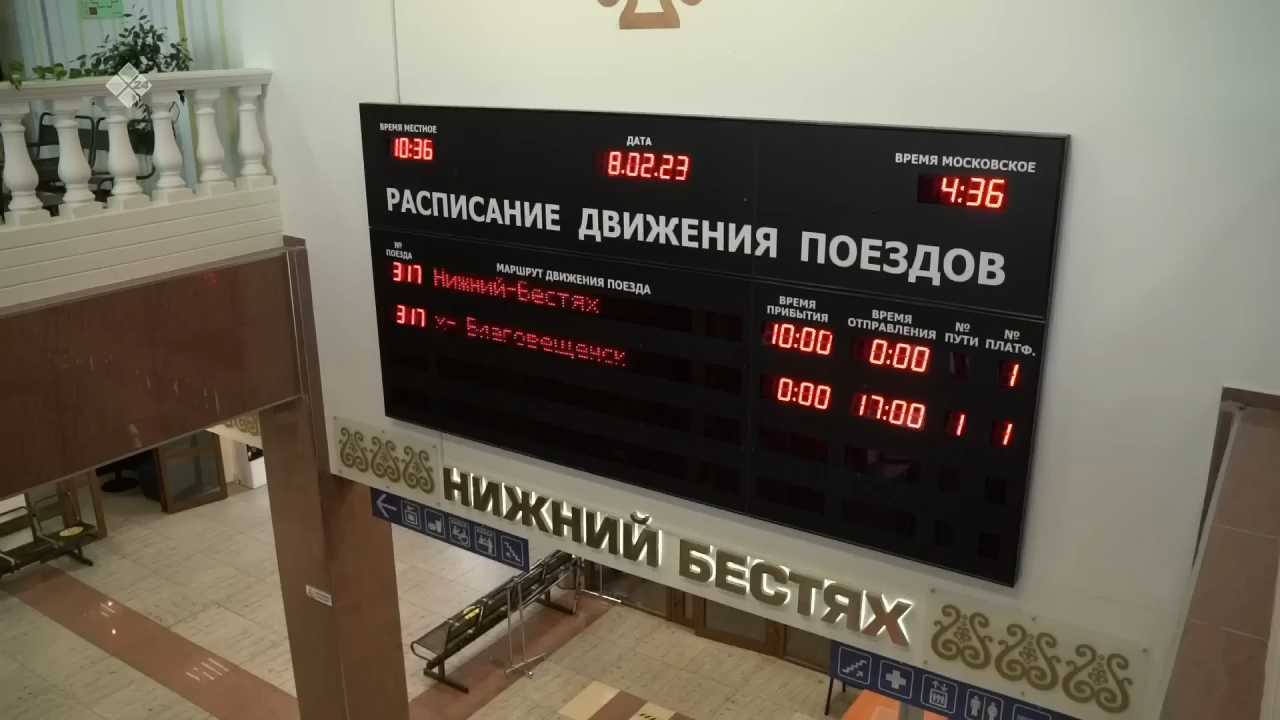 24
ВРЕМЯ МЕСТНОЕ
10:36
ДАТА
8.02.23
ВРЕМЯ МОСКОВСКОЕ
4:36
РАСПИСАНИЕ ДВИЖЕНИЯ ПОЕЗДОВ
№ ПОЕЗДА
МАРШРУТ ДВИЖЕНИЯ ПОЕЗДА
ВРЕМЯ ПРИБЫТИЯ
ВРЕМЯ ОТПРАВЛЕНИЯ
№ ПУТИ
№ ПЛАТФ.
317 Нижний-Бестях 10:00 0:00 1
317 х- Благовещенск 0:00 17:00 1 1
НИЖНИЙ БЕСТЯХ